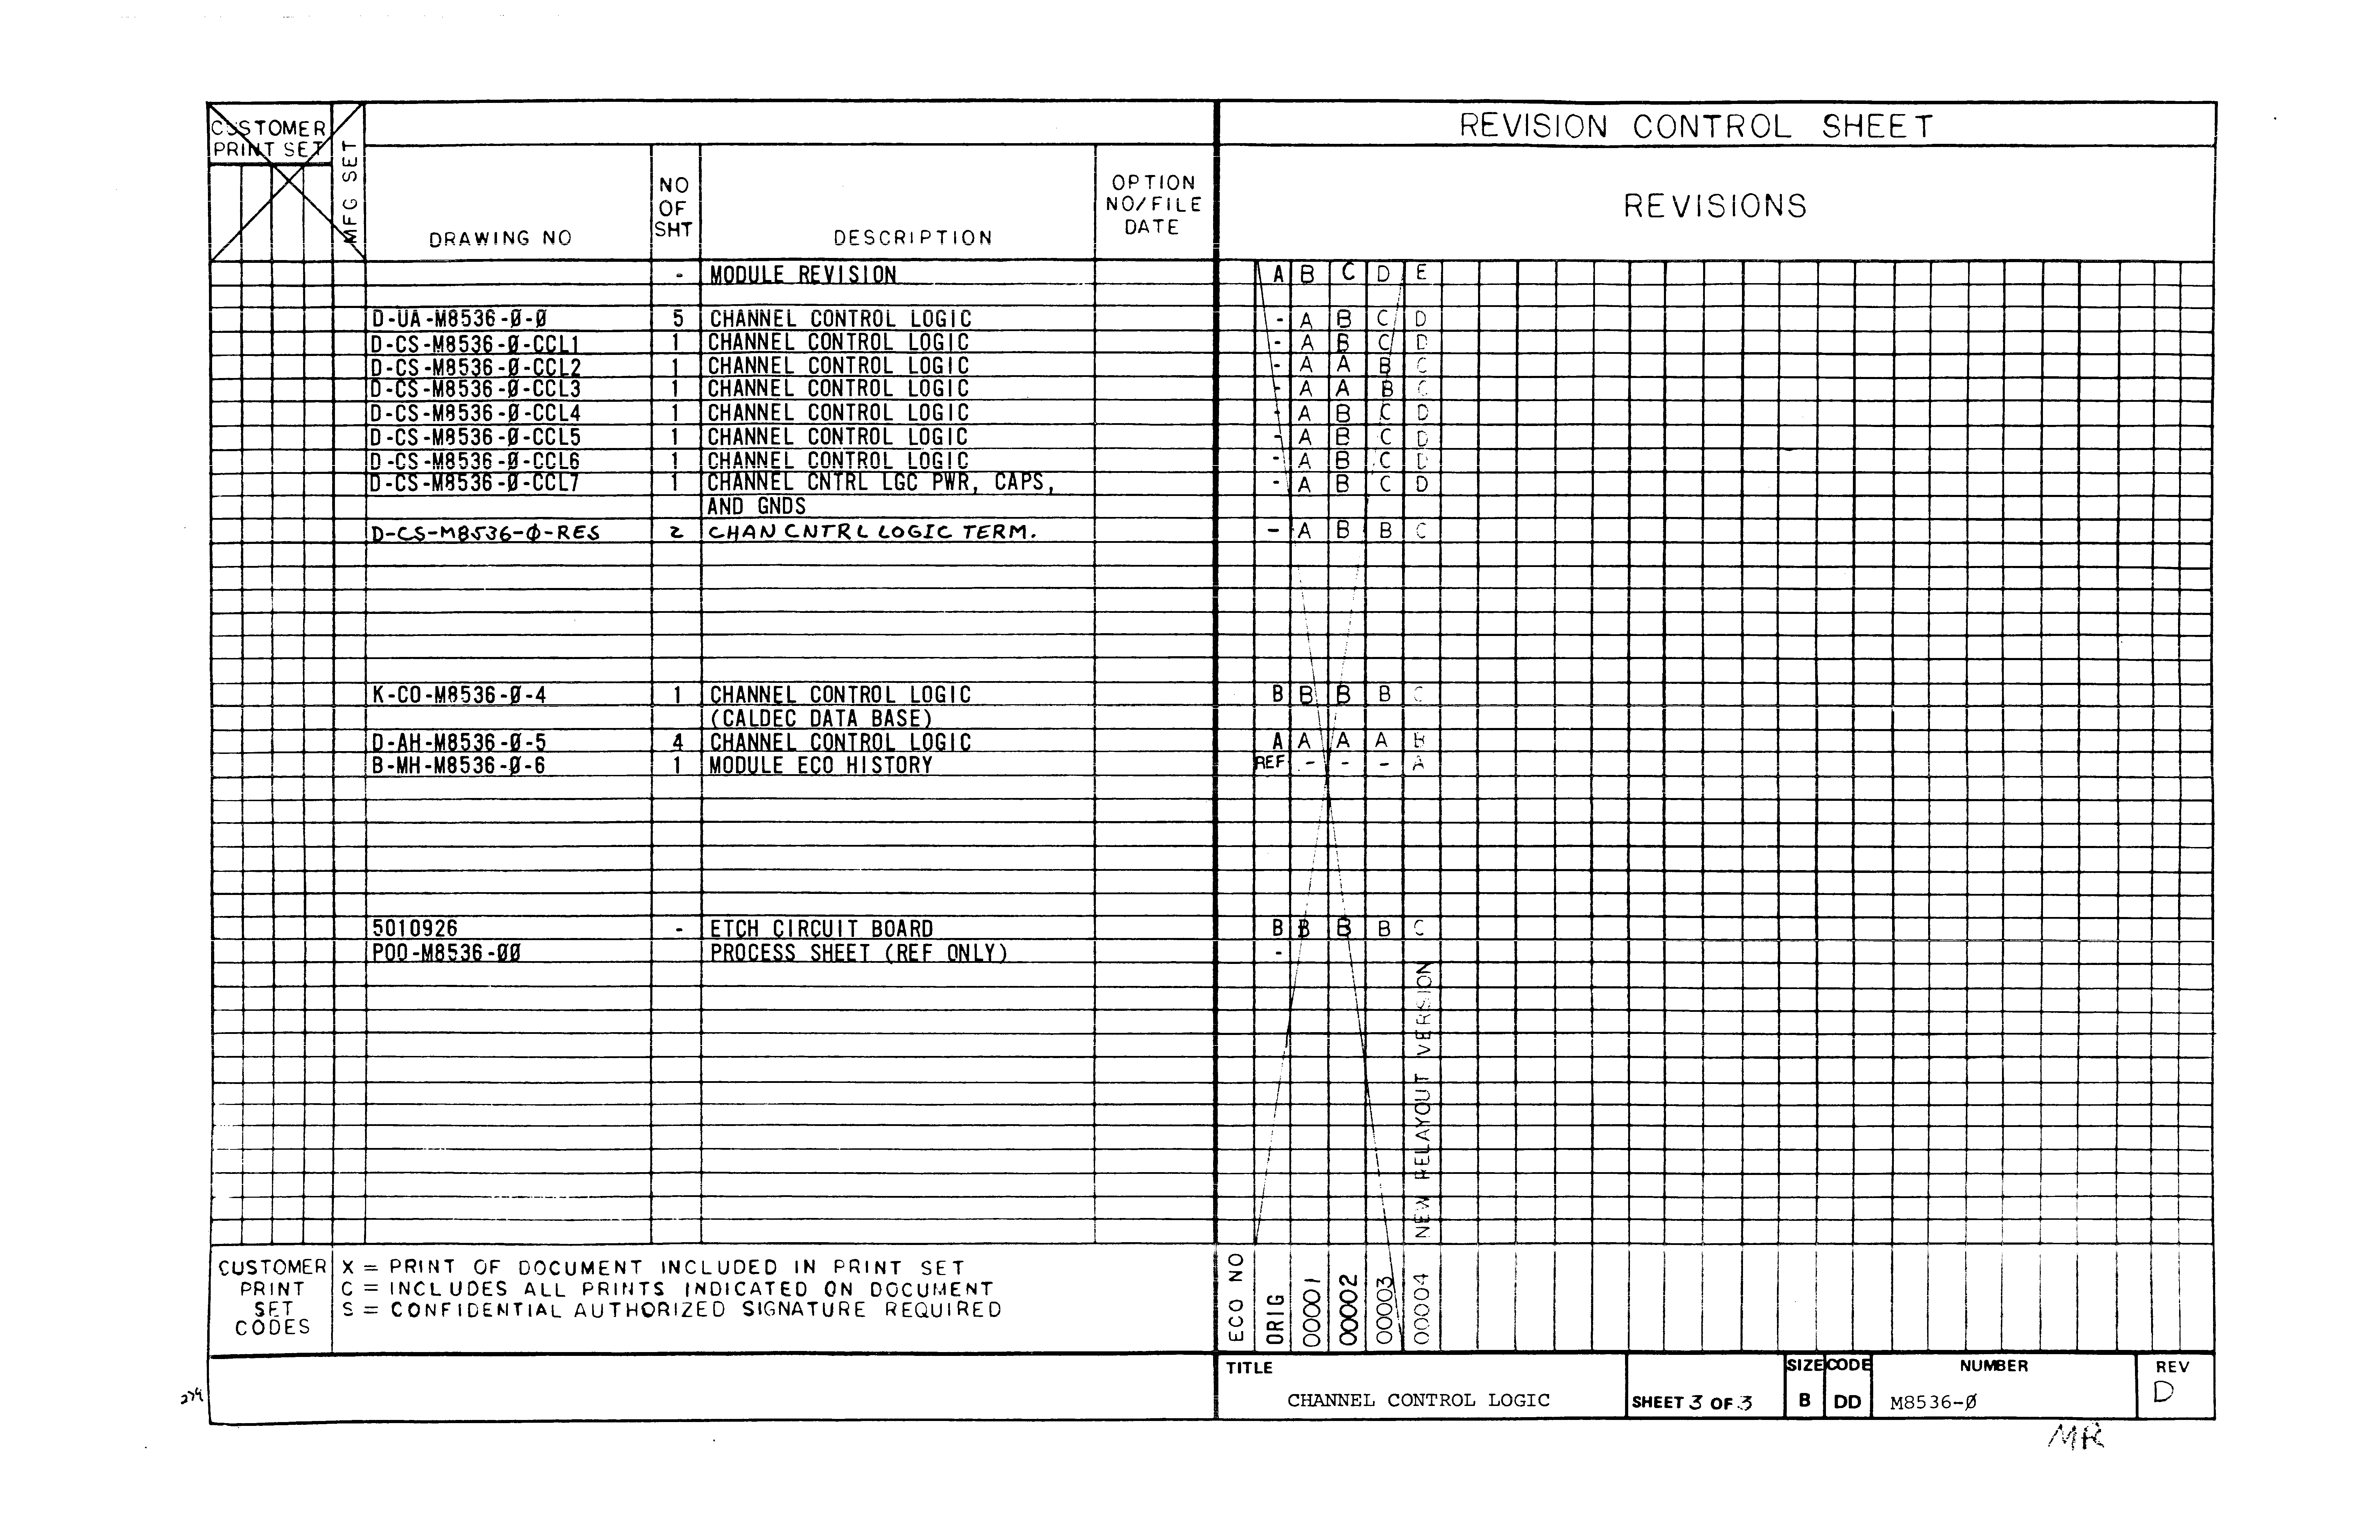 REVISION CONTROL SHEET
CUSTOMER
PRINT SET
MFG SET
DRAWING NO
NO
OF
SHT
DESCRIPTION
OPTION
NO/FILE
DATE
REVISIONS
- MODULE REVISION A B C D E
D-UA-M8536-Ø-Ø 5 CHANNEL CONTROL LOGIC - A B C D
D-CS-M8536-Ø-CCL1 1 CHANNEL CONTROL LOGIC - A B C D
D-CS-M8536-Ø-CCL2 1 CHANNEL CONTROL LOGIC - A A B C
D-CS-M8536-Ø-CCL3 1 CHANNEL CONTROL LOGIC - A A B C
D-CS-M8536-Ø-CCL4 1 CHANNEL CONTROL LOGIC - A B C D
D-CS-M8536-Ø-CCL5 1 CHANNEL CONTROL LOGIC - A B C D
D-CS-M8536-Ø-CCL6 1 CHANNEL CONTROL LOGIC - A B C D
D-CS-M8536-Ø-CCL7 1 CHANNEL CNTRL LGC PWR, CAPS, - A B C D
AND GNDS
D-CS-M8536-Ø-RES 2 CHAN CNTRL LOGIC TERM. - A B B C
K-CO-M8536-Ø-4 1 CHANNEL CONTROL LOGIC B B B B C
(CALDEC DATA BASE)
D-AH-M8536-Ø-5 4 CHANNEL CONTROL LOGIC A A A A B
B-MH-M8536-Ø-6 1 MODULE ECO HISTORY REF - - - A
5010926 - ETCH CIRCUIT BOARD B B B B C
POO-M8536-ØØ PROCESS SHEET (REF ONLY) -
NEW RELAYOUT VERSION
CUSTOMER
PRINT
SET
CODES
X = PRINT OF DOCUMENT INCLUDED IN PRINT SET
C = INCLUDES ALL PRINTS INDICATED ON DOCUMENT
S = CONFIDENTIAL AUTHORIZED SIGNATURE REQUIRED
ECO NO
ORIG
00001
00002
00003
00004
TITLE
CHANNEL CONTROL LOGIC
SHEET 3 OF 3
SIZE
B
CODE
DD
NUMBER
M8536-Ø
REV
D
MR